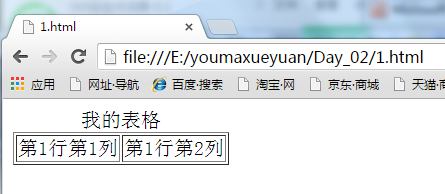 1.html
file:///E:/youmaxueyuan/Day_02/1.html
应用 网址·导航 百度·搜索 淘宝·网 京东·商城 天猫·商
我的表格
第1行第1列 第1行第2列